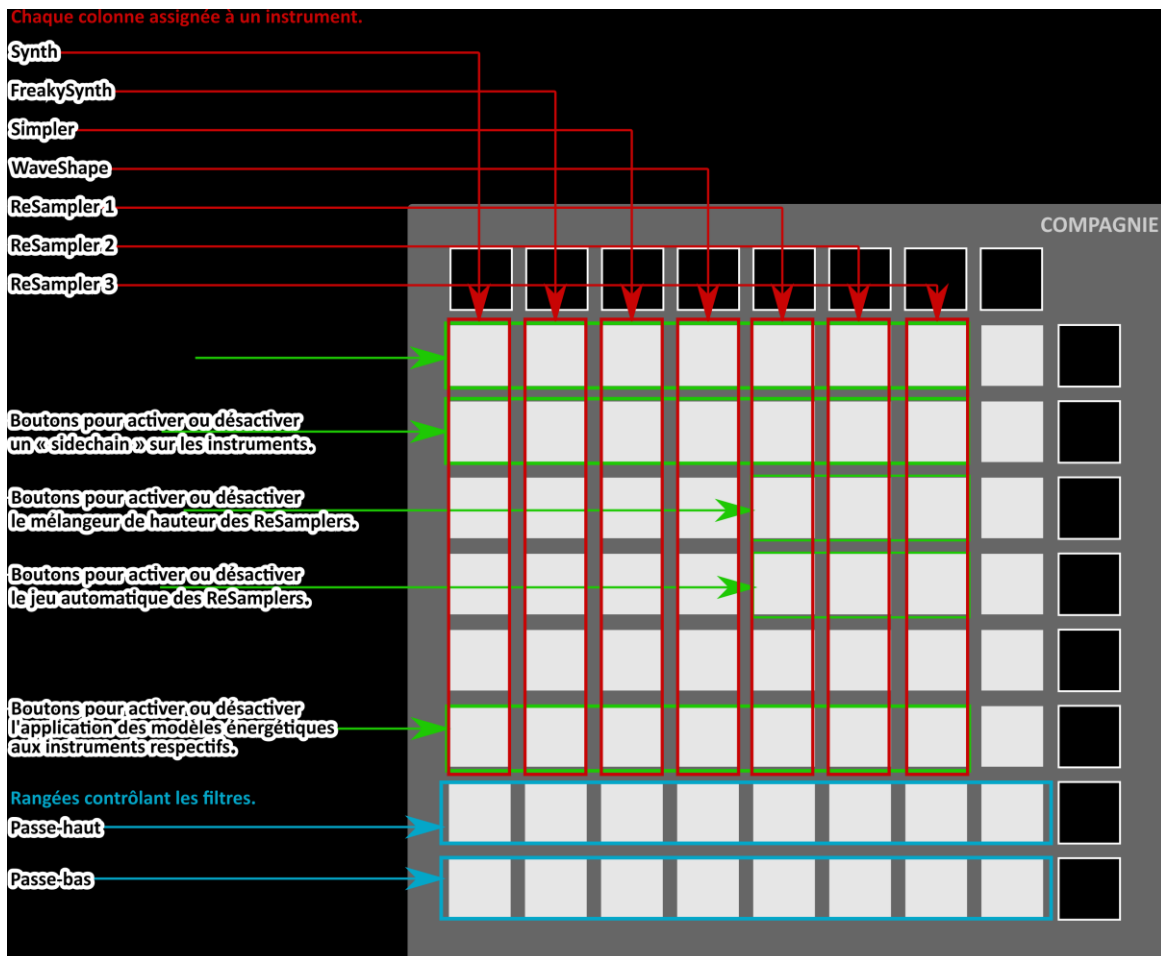 Chaque colonne assignée à un instrument.
Synth
FreakySynth
Simpler
WaveShape
ReSampler 1
ReSampler 2
ReSampler 3
COMPAGNIE
Boutons pour activer ou désactiver
un « sidechain » sur les instruments.
Boutons pour activer ou désactiver
le mélangeur de hauteur des ReSamplers.
Boutons pour activer ou désactiver
le jeu automatique des ReSamplers.
Boutons pour activer ou désactiver
l'application des modèles énergétiques
aux instruments respectifs.
Rangées contrôlant les filtres.
Passe-haut
Passe-bas